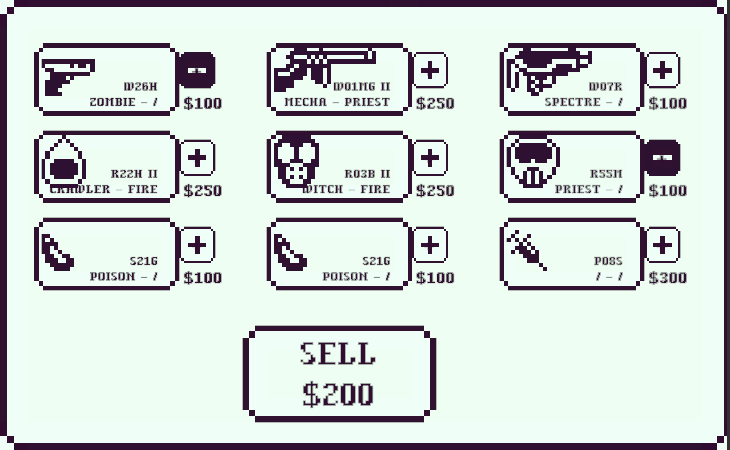 W26H
ZOMBIE - /
$100
W01MG II
MECHA - PRIEST
$250
W07R
SPECTRE - /
$100
R22H II
CRAWLER - FIRE
$250
R03B II
WITCH - FIRE
$250
R55M
PRIEST - /
$100
S21G
POISON - /
$100
S21G
POISON - /
$100
P08S
/ - /
$300
SELL
$200